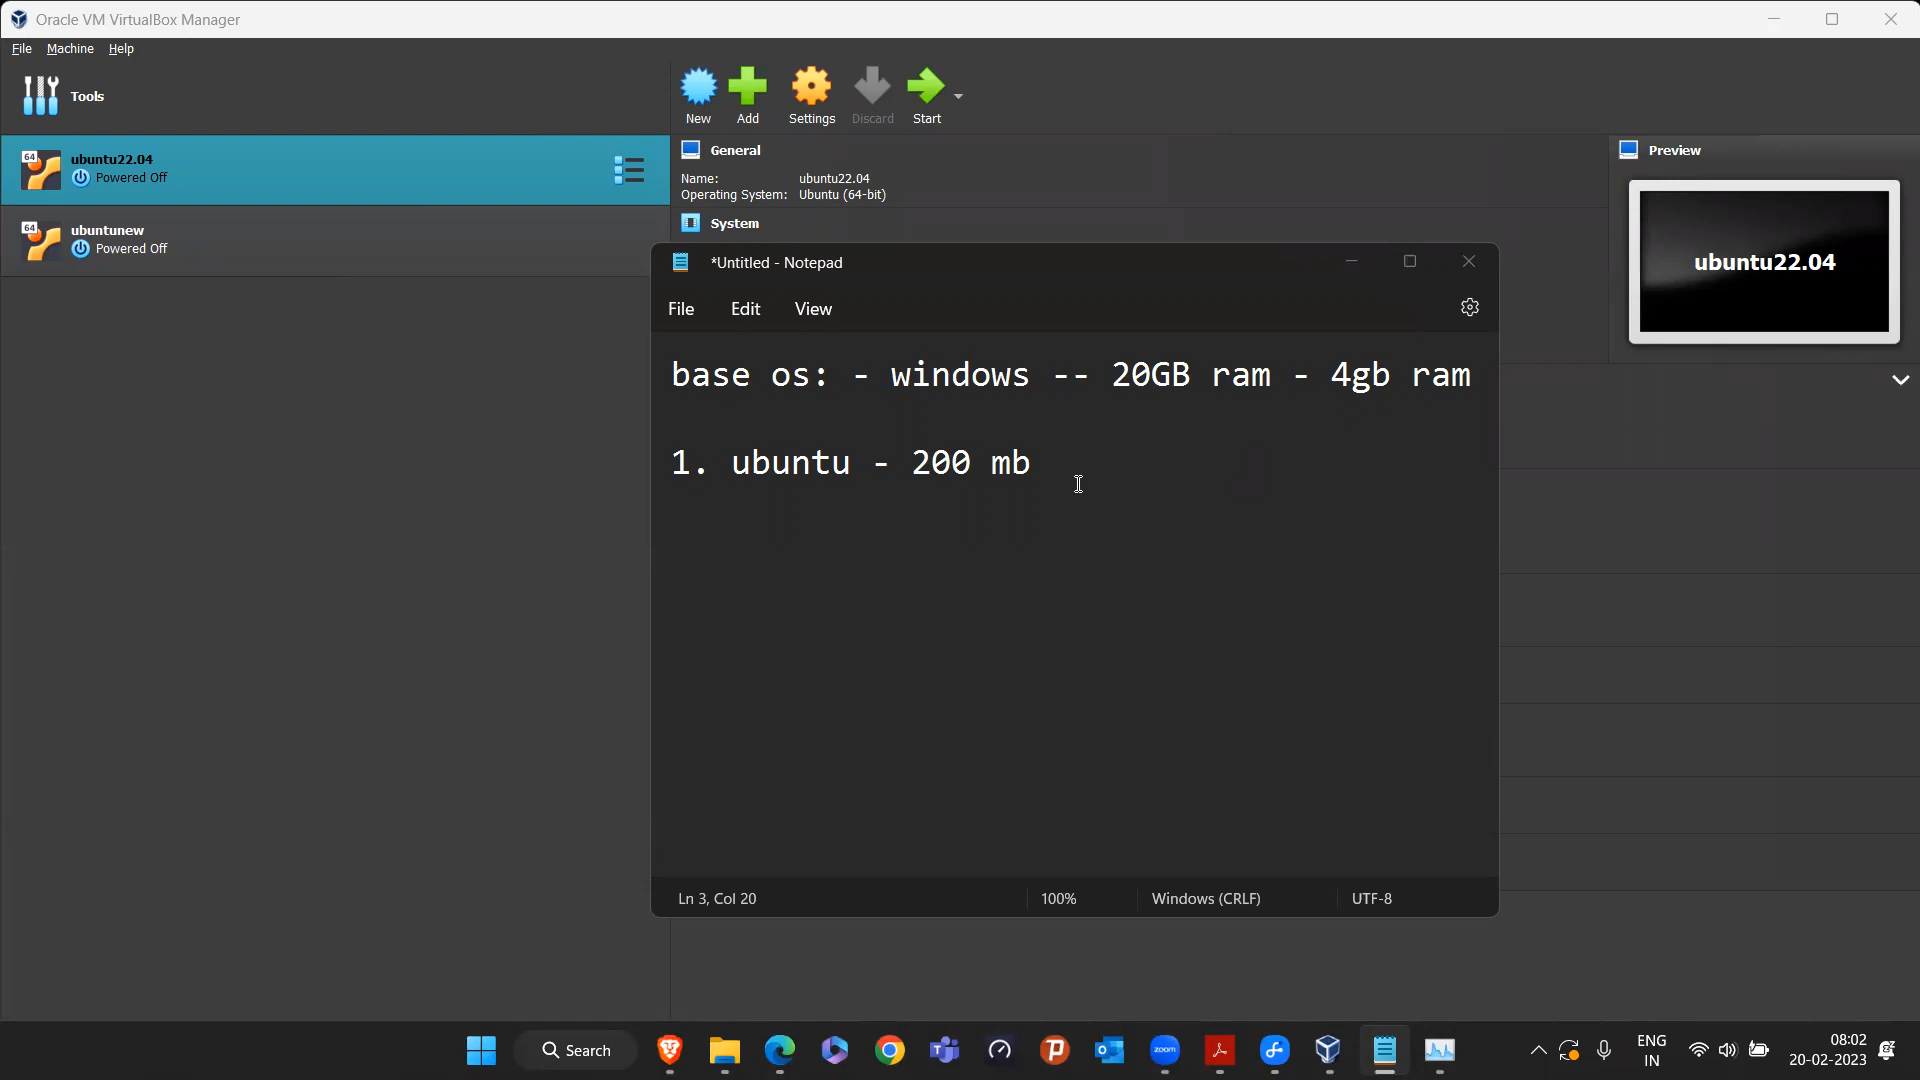 Oracle VM VirtualBox Manager
File Machine Help
Tools
New Add Settings Discard Start
64 ubuntu22.04
Powered Off
64 ubuntunew
Powered Off
General
Name: ubuntu22.04
Operating System: Ubuntu (64-bit)
System
Preview
ubuntu22.04
*Untitled - Notepad
File Edit View
base os: - windows -- 20GB ram - 4gb ram
1. ubuntu - 200 mb
Ln 3, Col 20 100% Windows (CRLF) UTF-8
Search
zoom
ENG
IN
08:02
20-02-2023